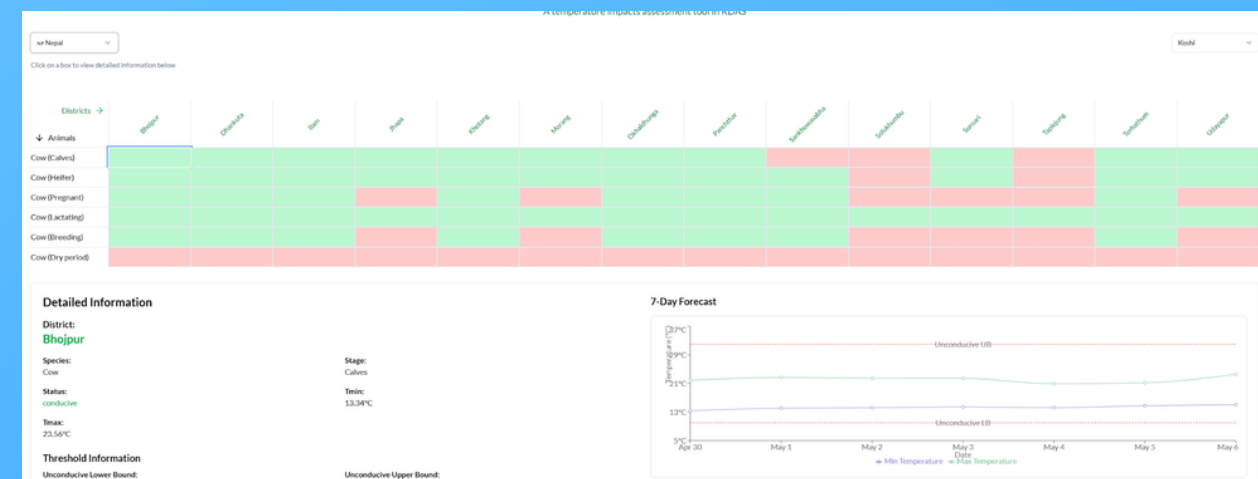 A temperature impacts assessment tool in RDAS
Nepal
Koshi
Click on a box to view detailed information below
Districts →
↓ Animals
Bhojpur
Dhankuta
Ilam
Jhapa
Khotang
Morang
Okhaldhunga
Panchthar
Sankhuwasabha
Solukhumbu
Sunsari
Taplejung
Terhathum
Udayapur
Cow (Calves)
Cow (Heifer)
Cow (Pregnant)
Cow (Lactating)
Cow (Breeding)
Cow (Dry period)
Detailed Information
District:
Bhojpur
Species:
Cow
Stage:
Calves
Status:
conducive
Tmin:
13.34°C
Tmax:
23.56°C
Threshold Information
Unconducive Lower Bound:
Unconducive Upper Bound:
7-Day Forecast
Temperature (°C)
37°C
29°C
21°C
13°C
5°C
Unconducive UB
Unconducive LB
Apr 30
May 1
May 2
May 3
May 4
May 5
May 6
Date
Min Temperature
Max Temperature